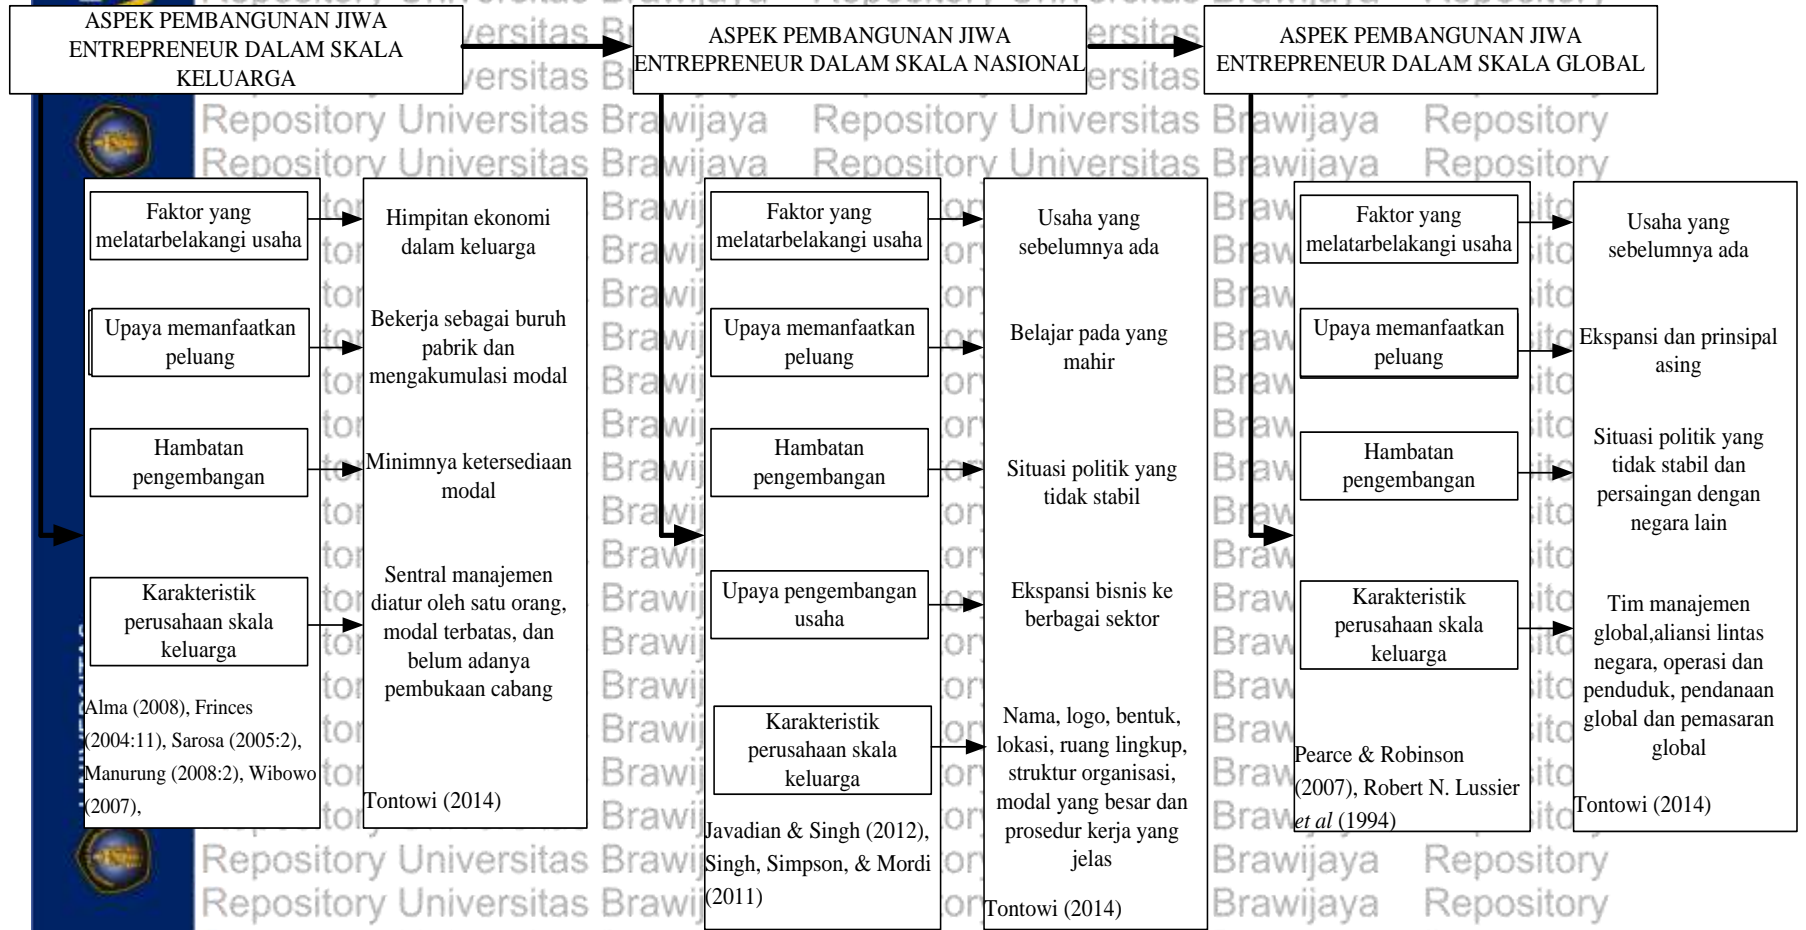 ASPEK PEMBANGUNAN JIWA
ENTREPRENEUR DALAM SKALA
KELUARGA
ASPEK PEMBANGUNAN JIWA
ENTREPRENEUR DALAM SKALA NASIONAL
ASPEK PEMBANGUNAN JIWA
ENTREPRENEUR DALAM SKALA GLOBAL
Repository Universitas Brawijaya Repository Universitas Brawijaya Repository
Repository Universitas Brawijaya Repository Universitas Brawijaya Repository
Faktor yang
melatarbelakangi usaha
Himpitan ekonomi
dalam keluarga
Upaya memanfaatkan
peluang
Bekerja sebagai buruh
pabrik dan
mengakumulasi modal
Hambatan
pengembangan
Minimnya ketersediaan
modal
Karakteristik
perusahaan skala
keluarga
Sentral manajemen
diatur oleh satu orang,
modal terbatas, dan
belum adanya
pembukaan cabang
Alma (2008), Frinces
(2004:11), Sarosa (2005:2),
Manurung (2008:2), Wibowo
(2007),
Tontowi (2014)
Faktor yang
melatarbelakangi usaha
Usaha yang
sebelumnya ada
Upaya memanfaatkan
peluang
Belajar pada yang
mahir
Hambatan
pengembangan
Situasi politik yang
tidak stabil
Upaya pengembangan
usaha
Ekspansi bisnis ke
berbagai sektor
Karakteristik
perusahaan skala
keluarga
Nama, logo, bentuk,
lokasi, ruang lingkup,
struktur organisasi,
modal yang besar dan
prosedur kerja yang
jelas
Javadian & Singh (2012),
Singh, Simpson, & Mordi
(2011)
Tontowi (2014)
Faktor yang
melatarbelakangi usaha
Usaha yang
sebelumnya ada
Upaya memanfaatkan
peluang
Ekspansi dan prinsipal
asing
Hambatan
pengembangan
Situasi politik yang
tidak stabil dan
persaingan dengan
negara lain
Karakteristik
perusahaan skala
keluarga
Tim manajemen
global,aliansi lintas
negara, operasi dan
penduduk, pendanaan
global dan pemasaran
global
Pearce & Robinson
(2007), Robert N. Lussier
et al (1994)
Tontowi (2014)
Repository Universitas Brawijaya Repository
Repository Universitas Brawijaya Repository